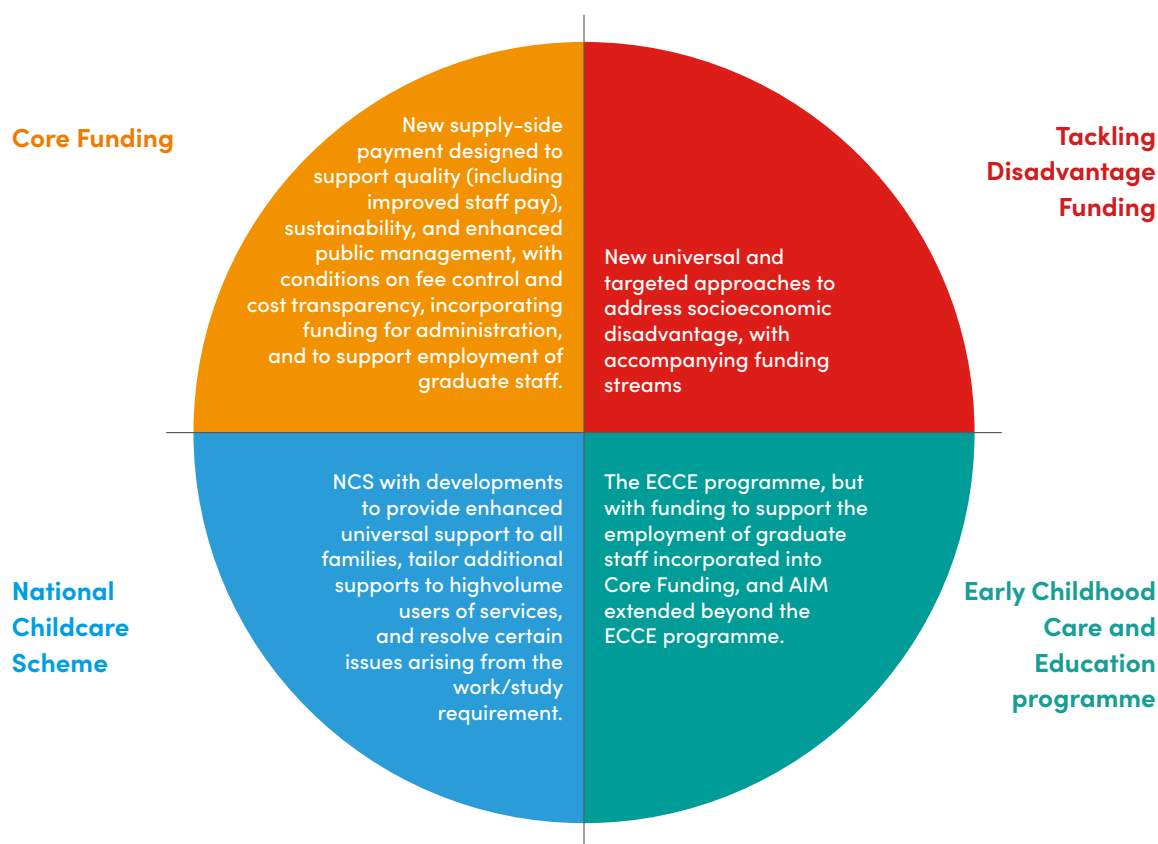 Core Funding
New supply-side
payment designed to
support quality (including
improved staff pay),
sustainability, and enhanced
public management, with
conditions on fee control and
cost transparency, incorporating
funding for administration,
and to support employment of
graduate staff.
Tackling
Disadvantage
Funding
New universal and
targeted approaches to
address socioeconomic
disadvantage, with
accompanying funding
streams
National
Childcare
Scheme
NCS with developments
to provide enhanced
universal support to all
families, tailor additional
supports to highvolume
users of services,
and resolve certain
issues arising from the
work/study
requirement.
The ECCE programme, but
with funding to support the
employment of graduate
staff incorporated into
Core Funding, and AIM
extended beyond the
ECCE programme.
Early Childhood
Care and
Education
programme